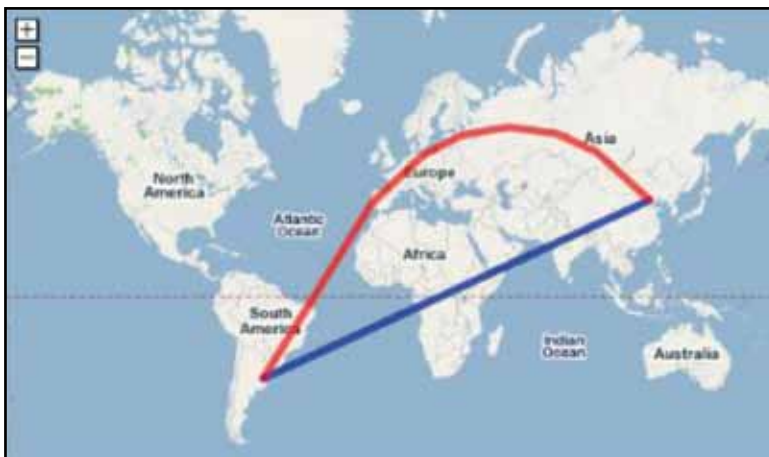 +
−
Asia
Europe
North
America
Atlantic
Ocean
Africa
South
America
Indian
Ocean
Australia